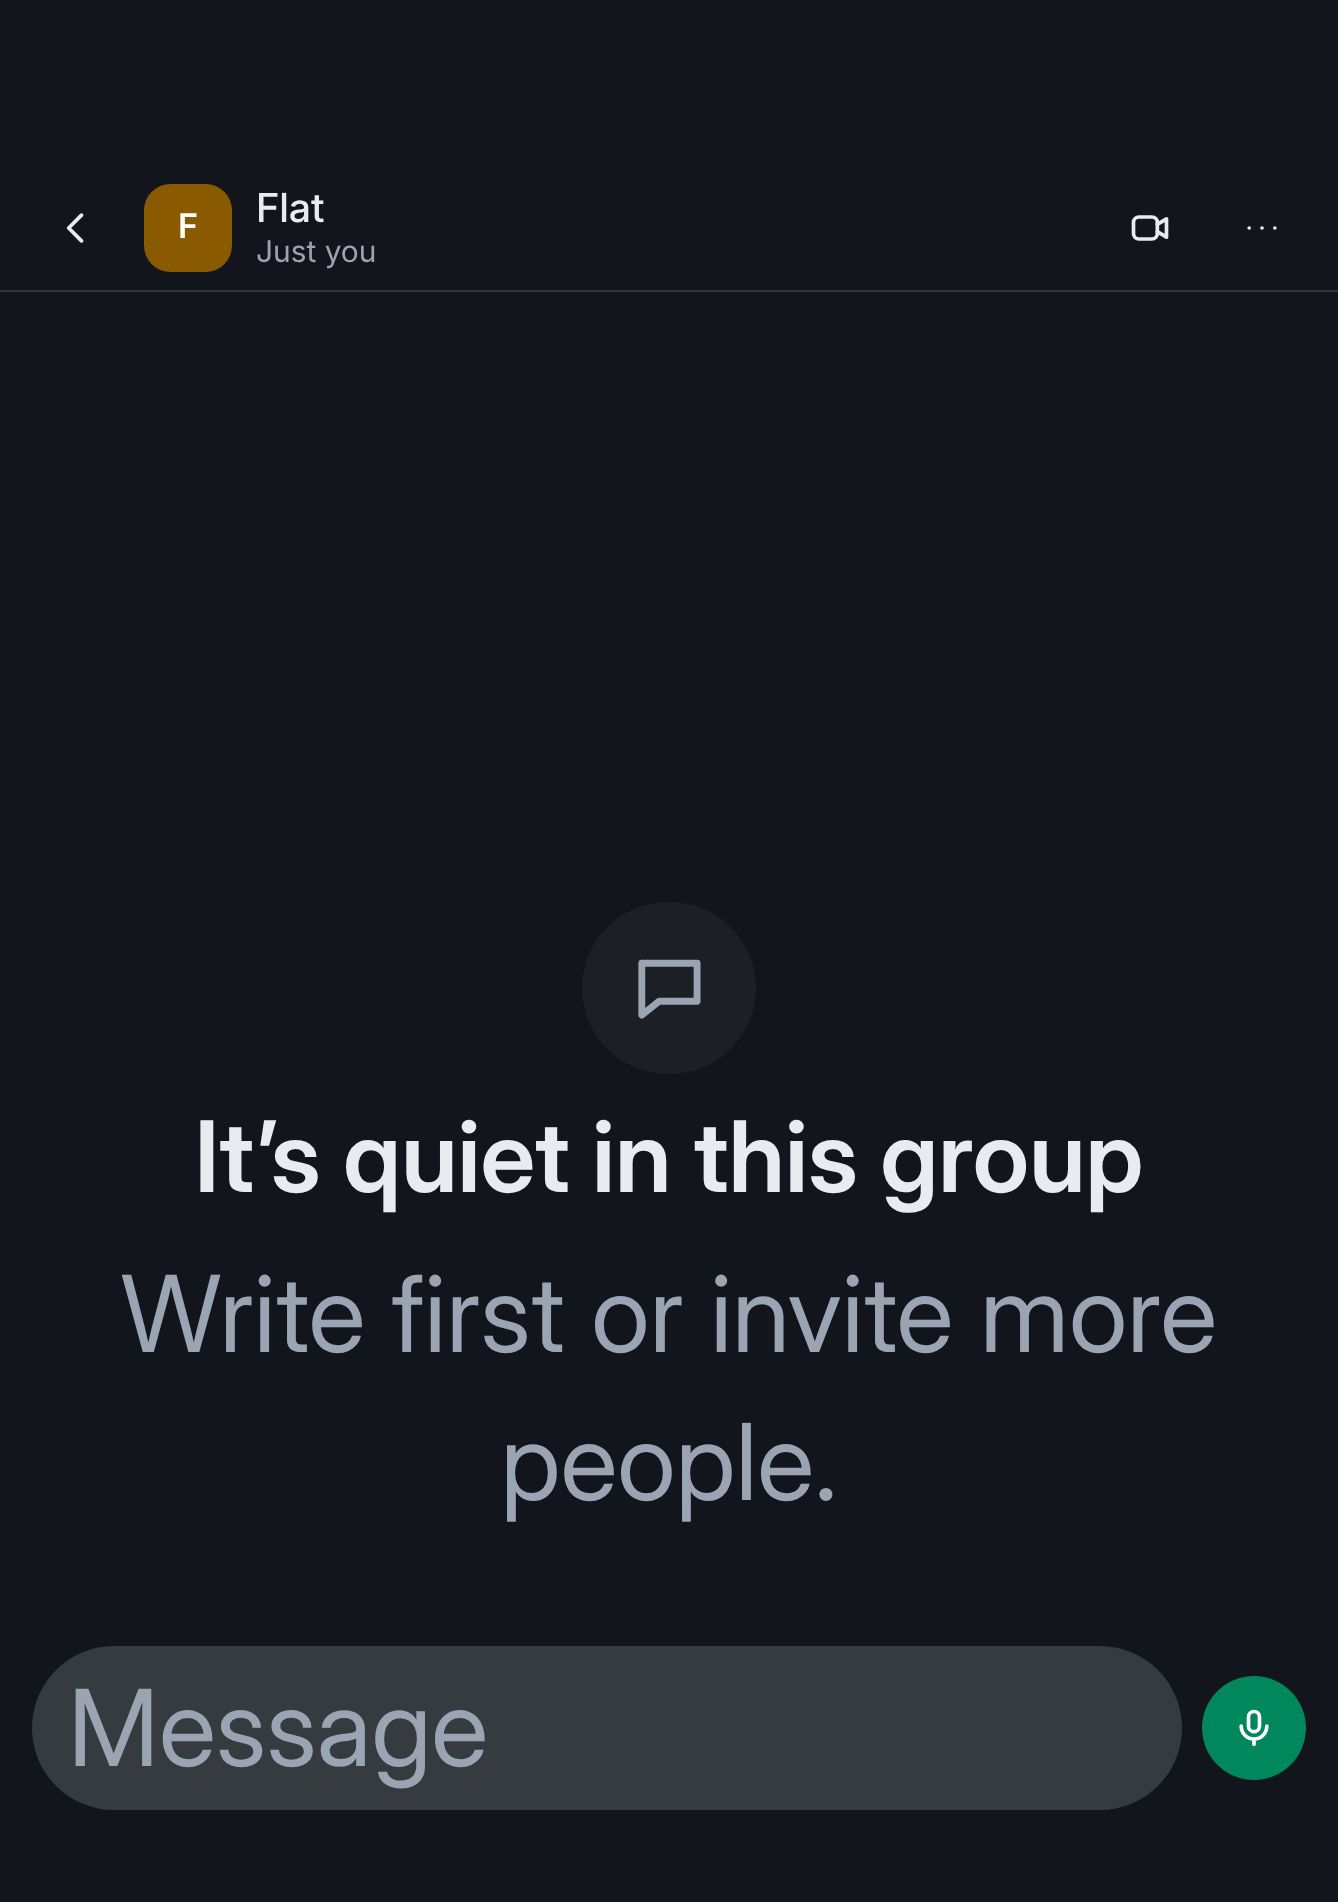 F
Flat
Just you
It’s quiet in this group
Write first or invite more
people.
Message